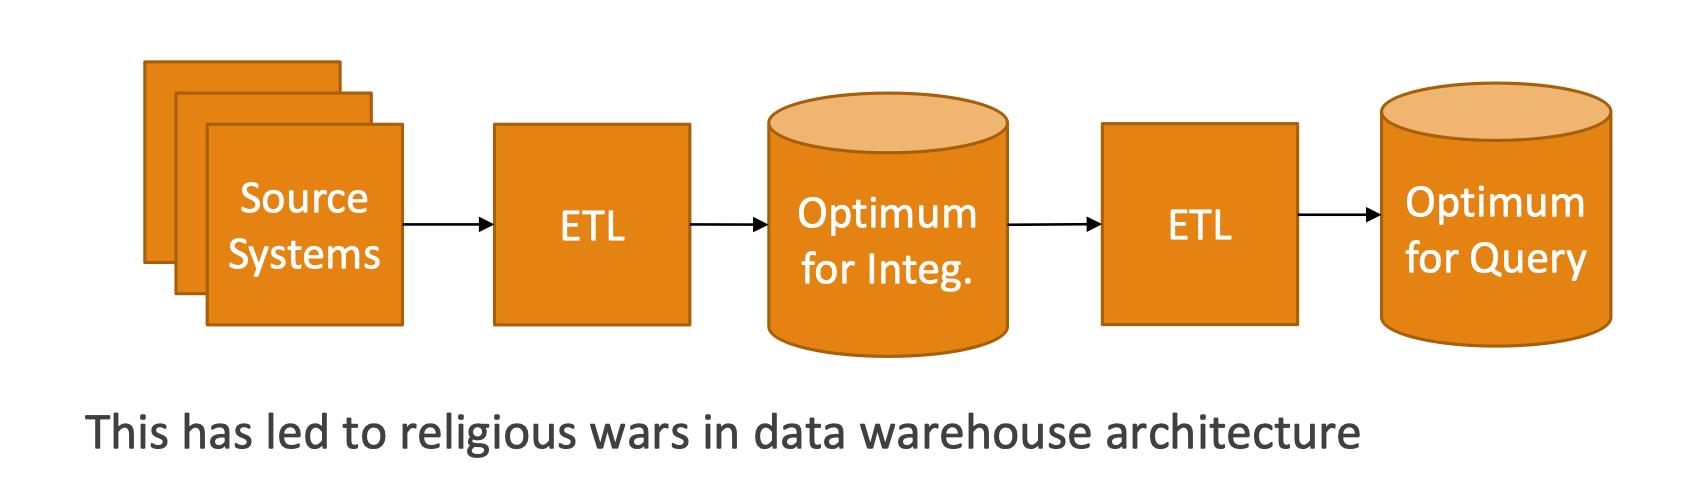 Source
Systems
ETL
Optimum
for Integ.
ETL
Optimum
for Query
This has led to religious wars in data warehouse architecture